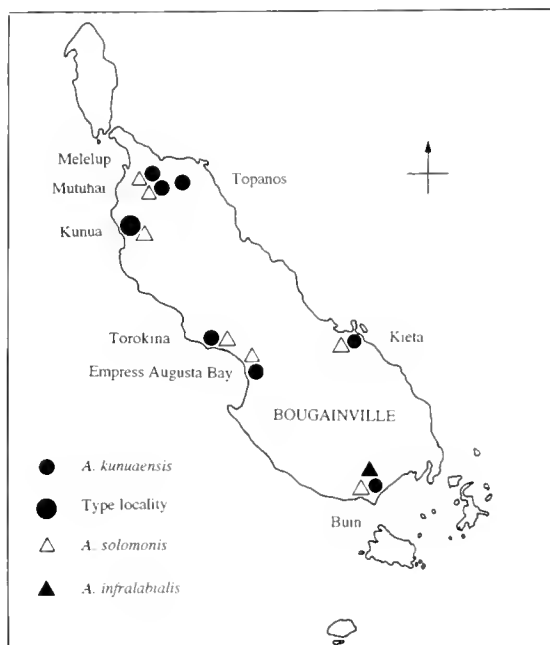 Melelup
Topanos
Mutuhai
Kunua
Torokina
Kieta
Empress Augusta Bay
BOUGAINVILLE
A. kunuaensis
Type locality
Buin
A. solomonis
A. infralabialis